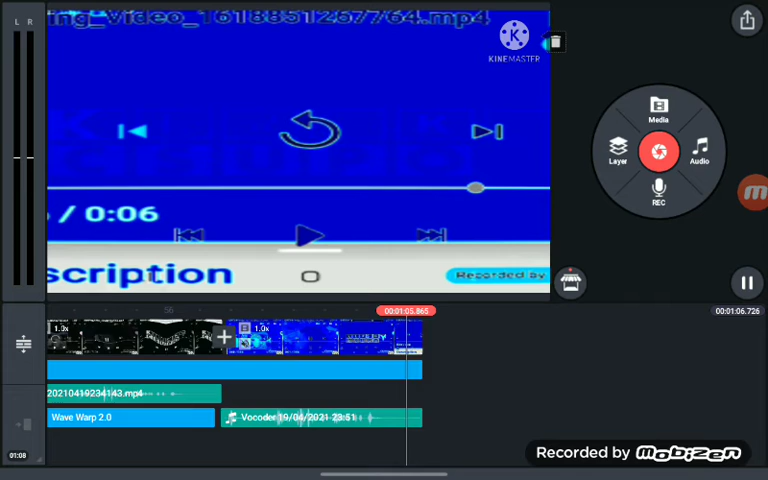 L R
ing_Video_1618851267764.mp4
KINEMASTER
Media
Layer
Audio
REC
/ 0:06
scription
Recorded by
56
00:01:05.865
00:01:06.726
1.0x
1.0x
20210419234143.mp4
Wave Warp 2.0
Vocoder 19/04/2021 23:51
01:08
Recorded by mobizen